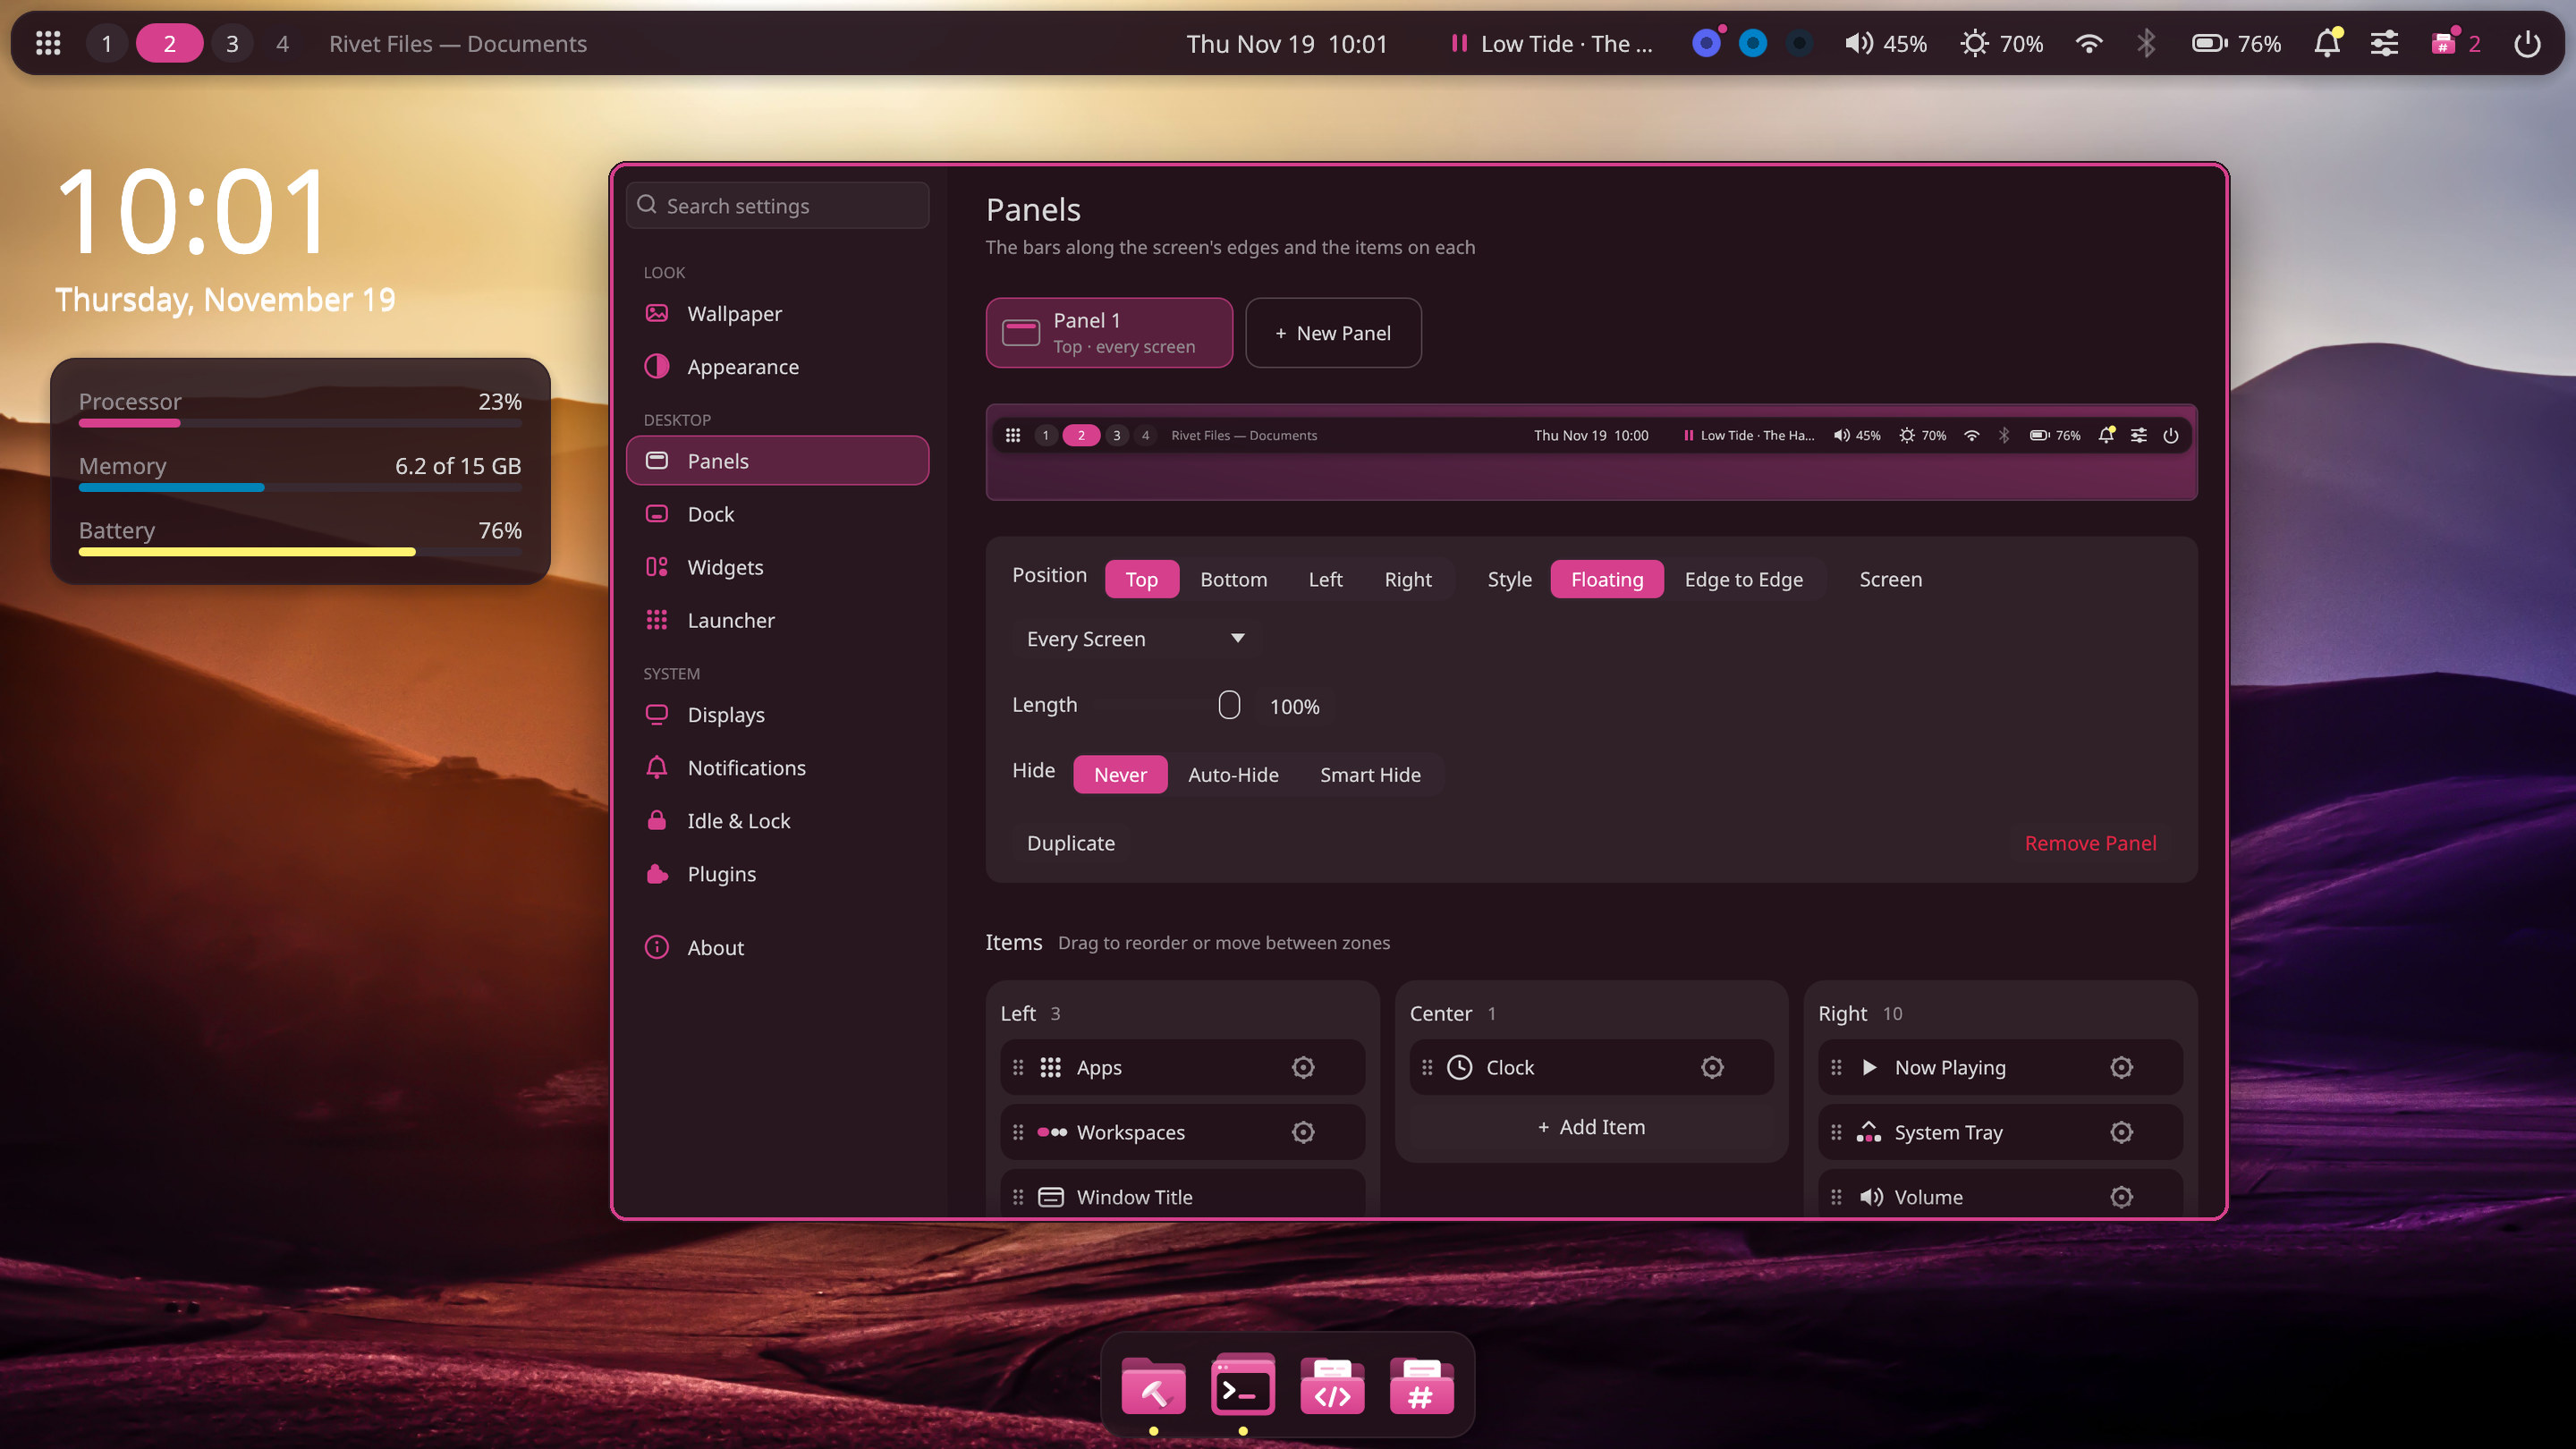 1 2 3 4 Rivet Files — Documents Thu Nov 19 10:01 Low Tide · The ... 45% 70% 76% 2
10:01
Thursday, November 19
Processor 23%
Memory 6.2 of 15 GB
Battery 76%
Search settings
LOOK
Wallpaper
Appearance
DESKTOP
Panels
Dock
Widgets
Launcher
SYSTEM
Displays
Notifications
Idle & Lock
Plugins
About
Panels
The bars along the screen's edges and the items on each
Panel 1
Top · every screen
+ New Panel
1 2 3 4 Rivet Files — Documents Thu Nov 19 10:00 Low Tide · The Ha... 45% 70% 76%
Position Top Bottom Left Right Style Floating Edge to Edge Screen
Every Screen
Length 100%
Hide Never Auto-Hide Smart Hide
Duplicate Remove Panel
Items Drag to reorder or move between zones
Left 3
Apps
Workspaces
Window Title
Center 1
Clock
+ Add Item
Right 10
Now Playing
System Tray
Volume